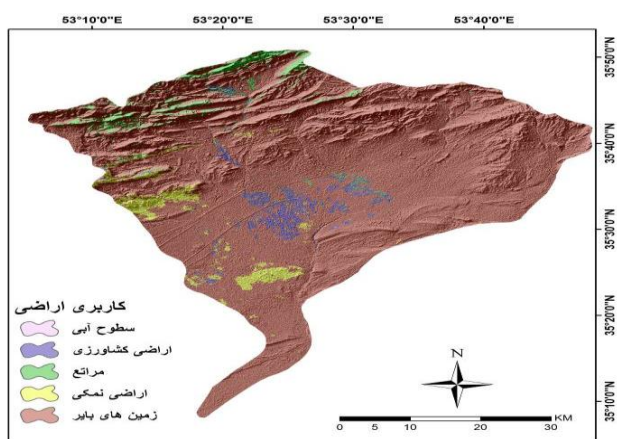 53°10'0"E 53°20'0"E 53°30'0"E 53°40'0"E
35°50'0"N
35°40'0"N
35°30'0"N
35°20'0"N
35°10'0"N
کاربری اراضی
سطوح آبی
اراضی کشاورزی
مراتع
اراضی نمکی
زمین های بایر
N
0 5 10 20 30 KM